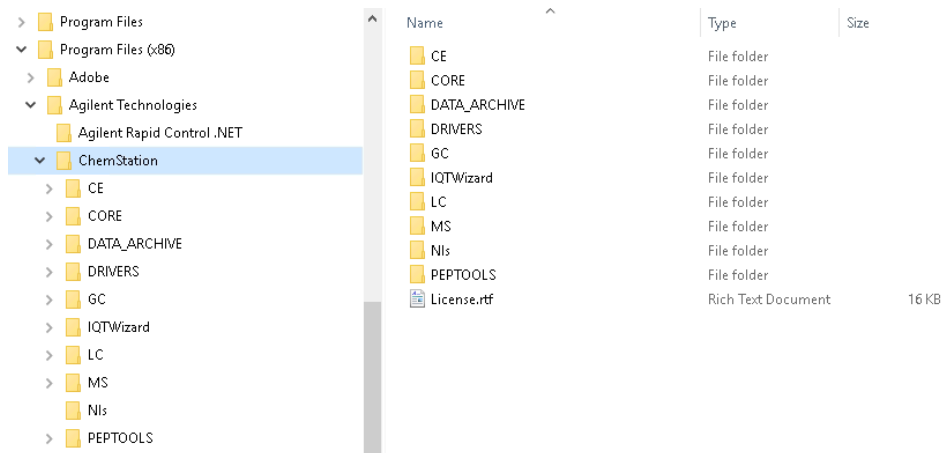 Program Files
Program Files (x86)
Adobe
Agilent Technologies
Agilent Rapid Control .NET
ChemStation
CE
CORE
DATA_ARCHIVE
DRIVERS
GC
IQTWizard
LC
MS
NIs
PEPTOOLS
Name Type Size
CE File folder
CORE File folder
DATA_ARCHIVE File folder
DRIVERS File folder
GC File folder
IQTWizard File folder
LC File folder
MS File folder
NIs File folder
PEPTOOLS File folder
License.rtf Rich Text Document 16 KB